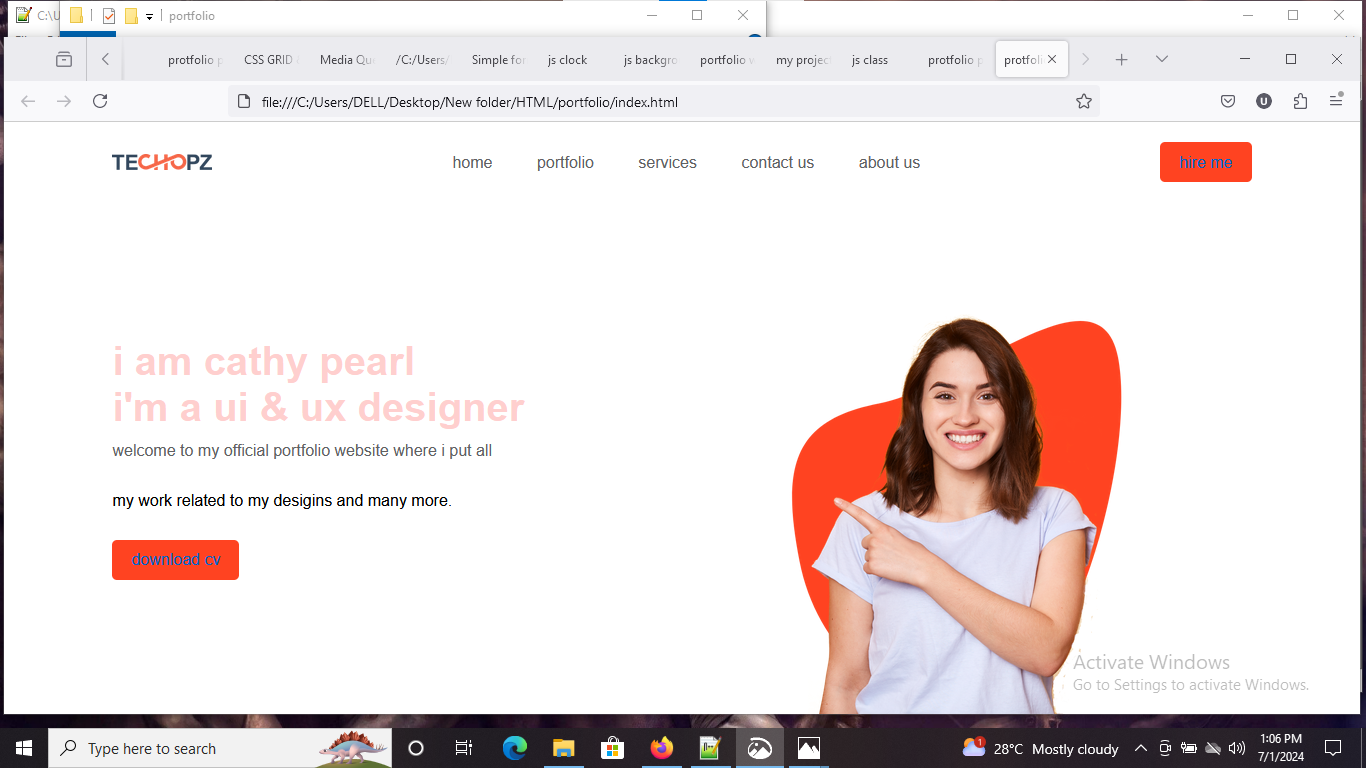 C:\U
portfolio
protfolio p
CSS GRID
Media Qu
/C:/Users/
Simple for
js clock
js backgro
portfolio w
my projec
js class
protfolio p
protfoli
file:///C:/Users/DELL/Desktop/New folder/HTML/portfolio/index.html
U
TECHOPZ
home
portfolio
services
contact us
about us
hire me
i am cathy pearl
i'm a ui & ux designer
welcome to my official portfolio website where i put all
my work related to my desigins and many more.
download cv
Activate Windows
Go to Settings to activate Windows.
Type here to search
1
28°C Mostly cloudy
1:06 PM
7/1/2024